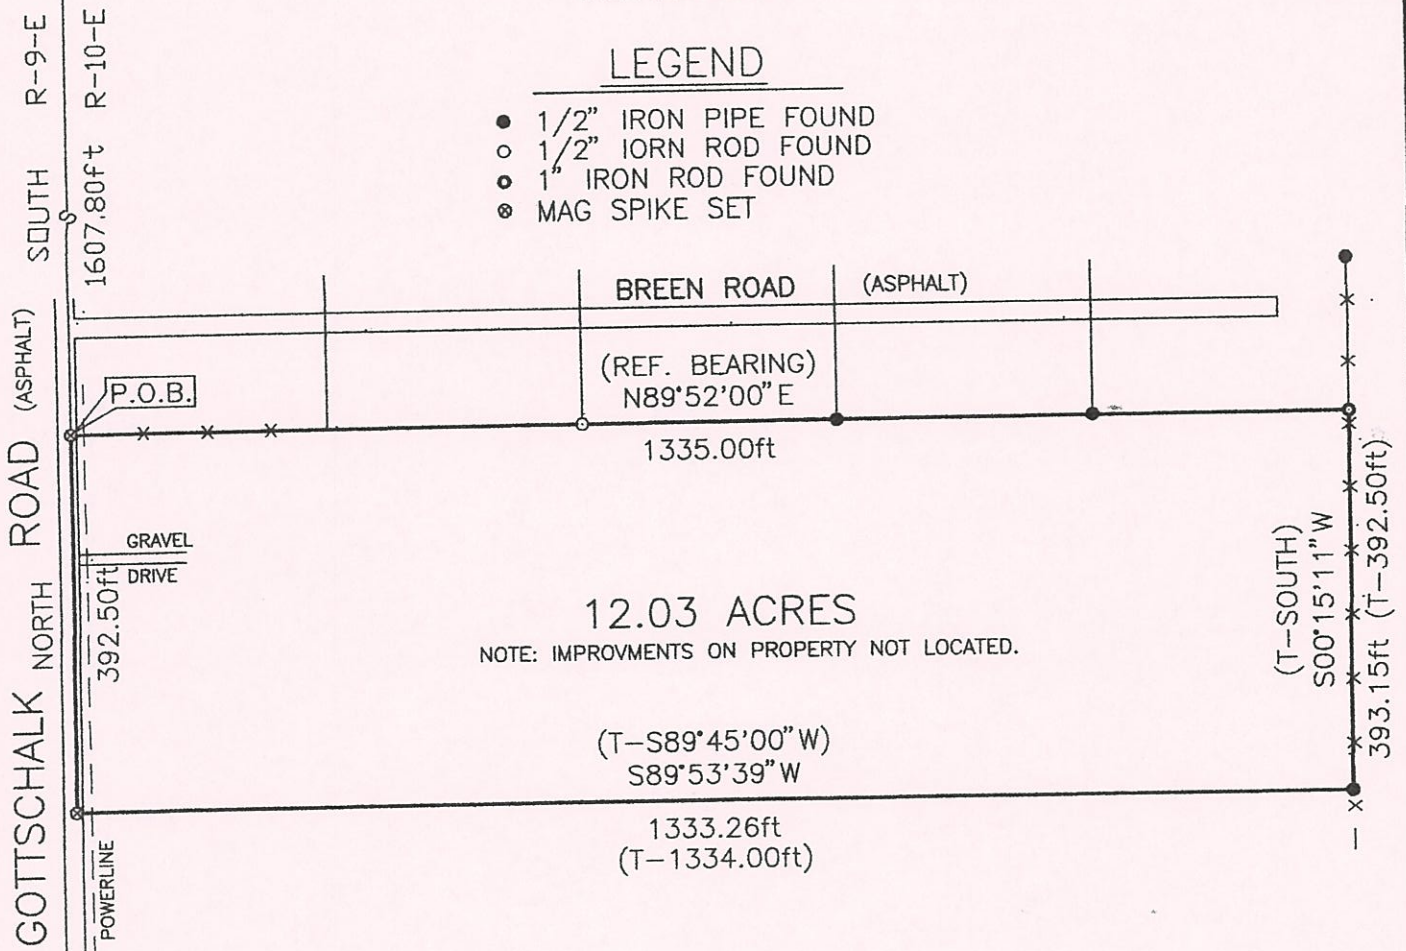 LEGEND
1/2" IRON PIPE FOUND
1/2" IORN ROD FOUND
1" IRON ROD FOUND
MAG SPIKE SET
SOUTH R-9-E
1607.80ft R-10-E
BREEN ROAD (ASPHALT)
(REF. BEARING)
N89°52'00"E
1335.00ft
P.O.B.
GOTTSCHALK ROAD (ASPHALT)
NORTH
392.50ft
GRAVEL
DRIVE
12.03 ACRES
NOTE: IMPROVMENTS ON PROPERTY NOT LOCATED.
(T-SOUTH)
S00°15'11"W
393.15ft (T-392.50ft)
(T-S89°45'00"W)
S89°53'39"W
1333.26ft
(T-1334.00ft)
POWERLINE